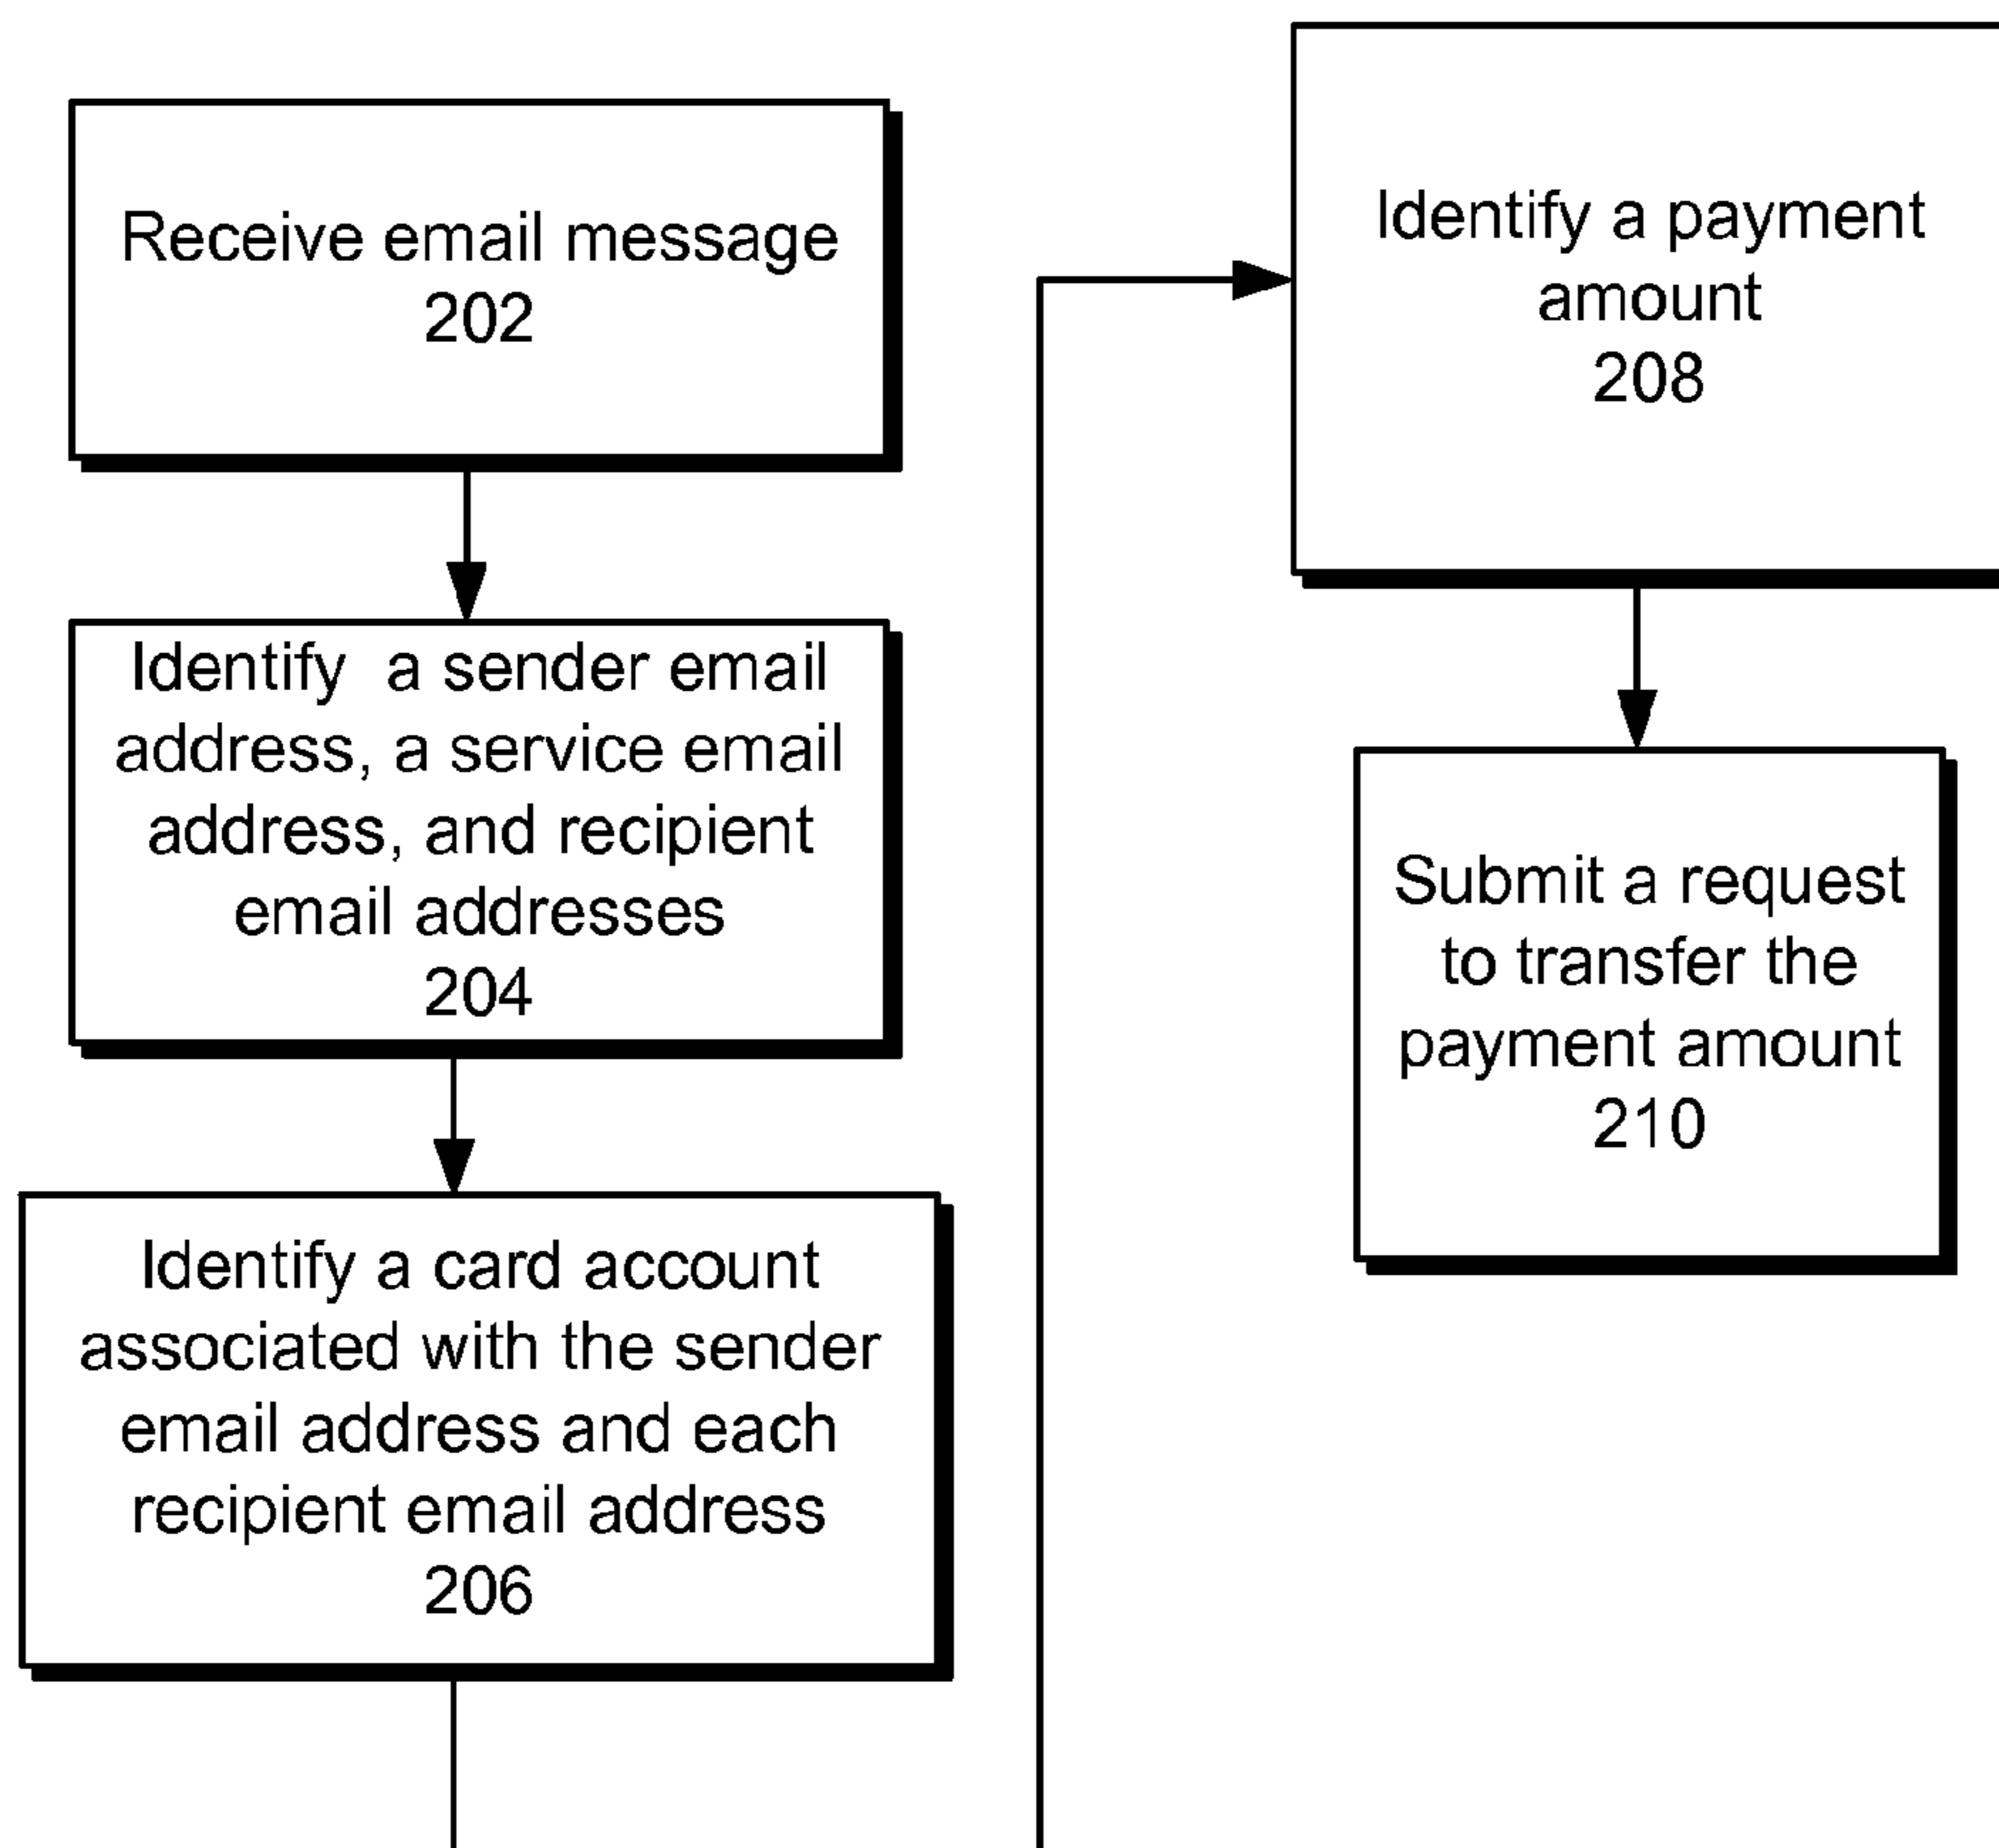 Receive email message
202
Identify a sender email
address, a service email
address, and recipient
email addresses
204
Identify a card account
associated with the sender
email address and each
recipient email address
206
Identify a payment
amount
208
Submit a request
to transfer the
payment amount
210